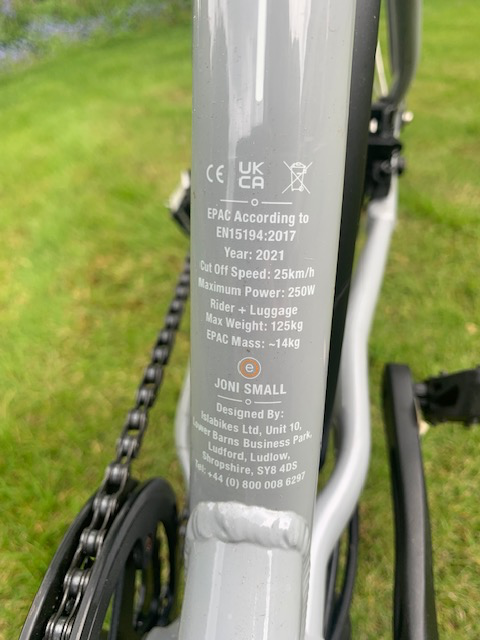 CE UK CA
EPAC According to
EN15194:2017
Year: 2021
Cut Off Speed: 25km/h
Maximum Power: 250W
Rider + Luggage
Max Weight: 125kg
EPAC Mass: ~14kg
e
JONI SMALL
Designed By:
Islabikes Ltd, Unit 10,
Lower Barns Business Park,
Ludford, Ludlow,
Shropshire, SY8 4DS
Tel: +44 (0) 800 008 6297